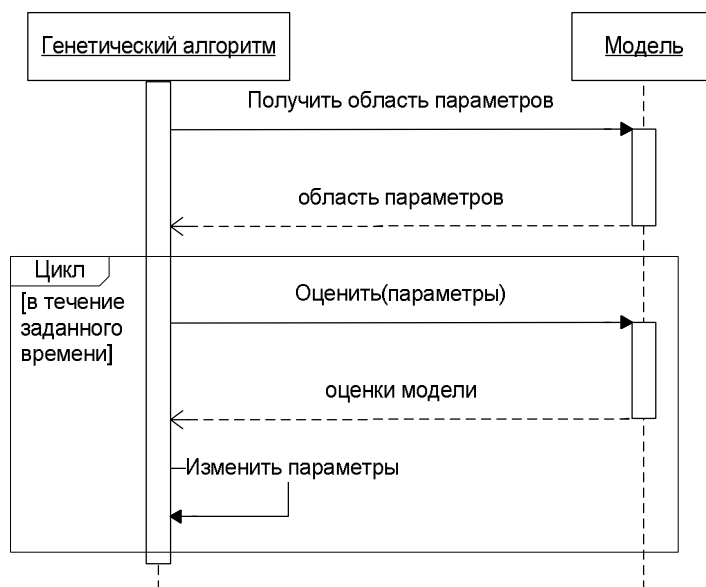 Генетический алгоритм
Модель
Получить область параметров
область параметров
Цикл
[в течение
заданного
времени]
Оценить(параметры)
оценки модели
Изменить параметры